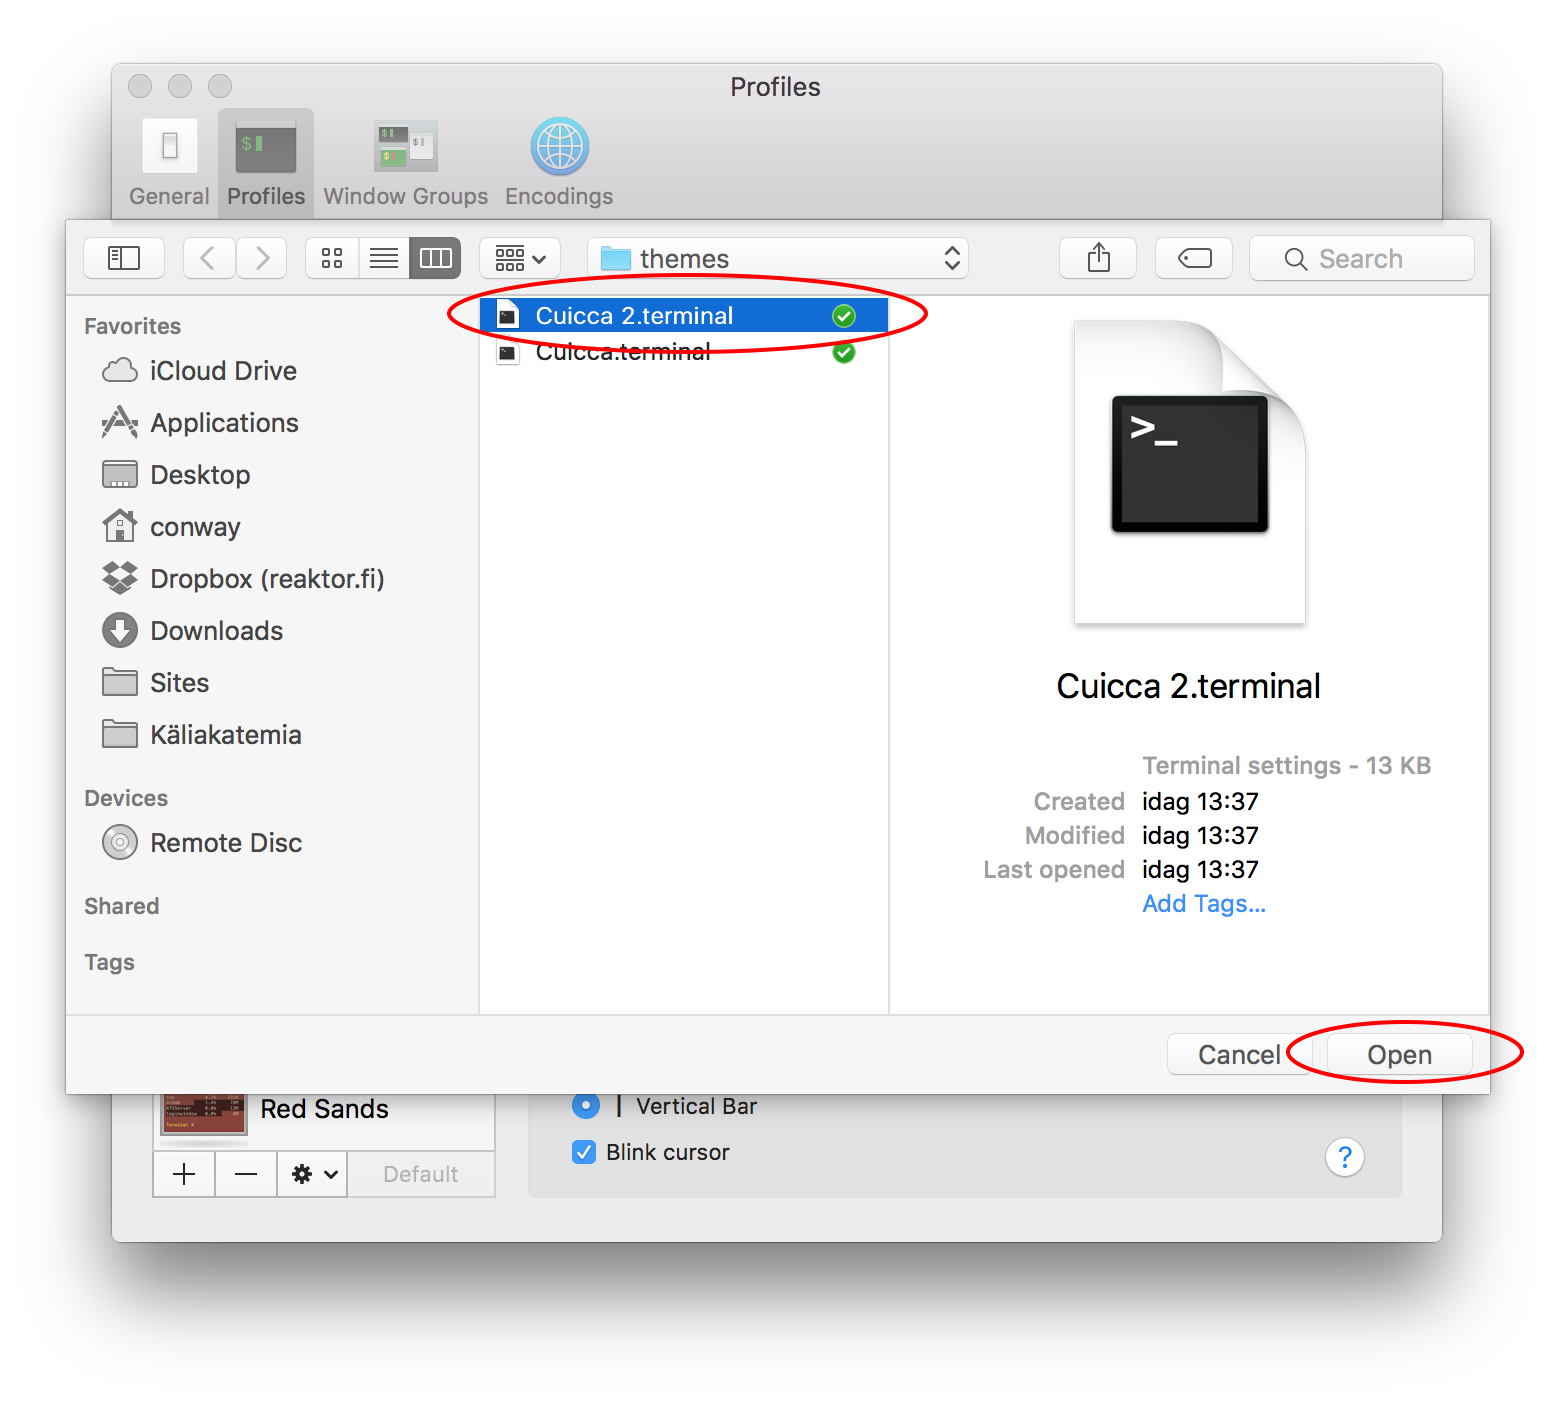 Profiles
General
Profiles
Window Groups
Encodings
themes
Search
Favorites
iCloud Drive
Applications
Desktop
conway
Dropbox (reaktor.fi)
Downloads
Sites
Käliakatemia
Devices
Remote Disc
Shared
Tags
Cuicca 2.terminal
Cuicca.terminal
>_
Cuicca 2.terminal
Terminal settings - 13 KB
Created idag 13:37
Modified idag 13:37
Last opened idag 13:37
Add Tags...
Cancel
Open
Red Sands
Vertical Bar
Blink cursor
Default
?